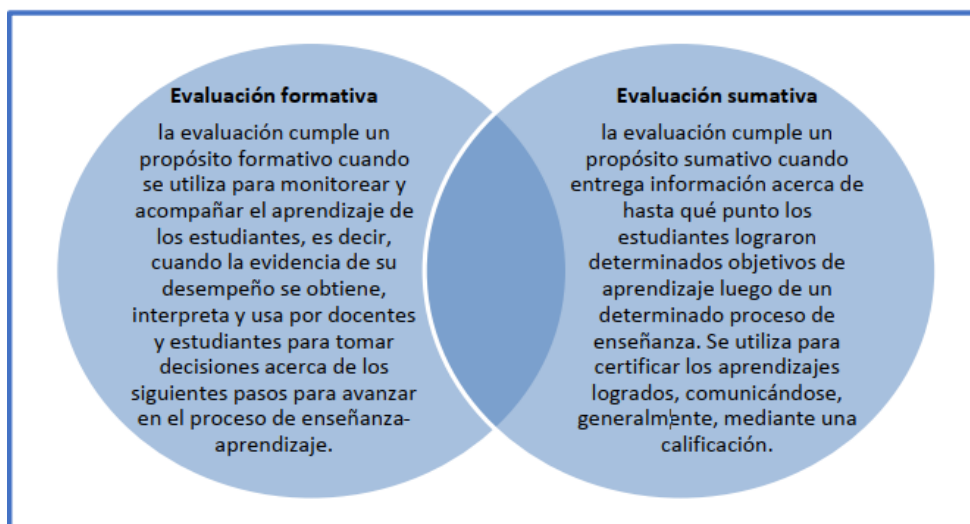 Evaluación formativa
la evaluación cumple un
propósito formativo cuando
se utiliza para monitorear y
acompañar el aprendizaje de
los estudiantes, es decir,
cuando la evidencia de su
desempeño se obtiene,
interpreta y usa por docentes
y estudiantes para tomar
decisiones acerca de los
siguientes pasos para avanzar
en el proceso de enseñanza-
aprendizaje.
Evaluación sumativa
la evaluación cumple un
propósito sumativo cuando
entrega información acerca de
hasta qué punto los
estudiantes lograron
determinados objetivos de
aprendizaje luego de un
determinado proceso de
enseñanza. Se utiliza para
certificar los aprendizajes
logrados, comunicándose,
generalmente, mediante una
calificación.